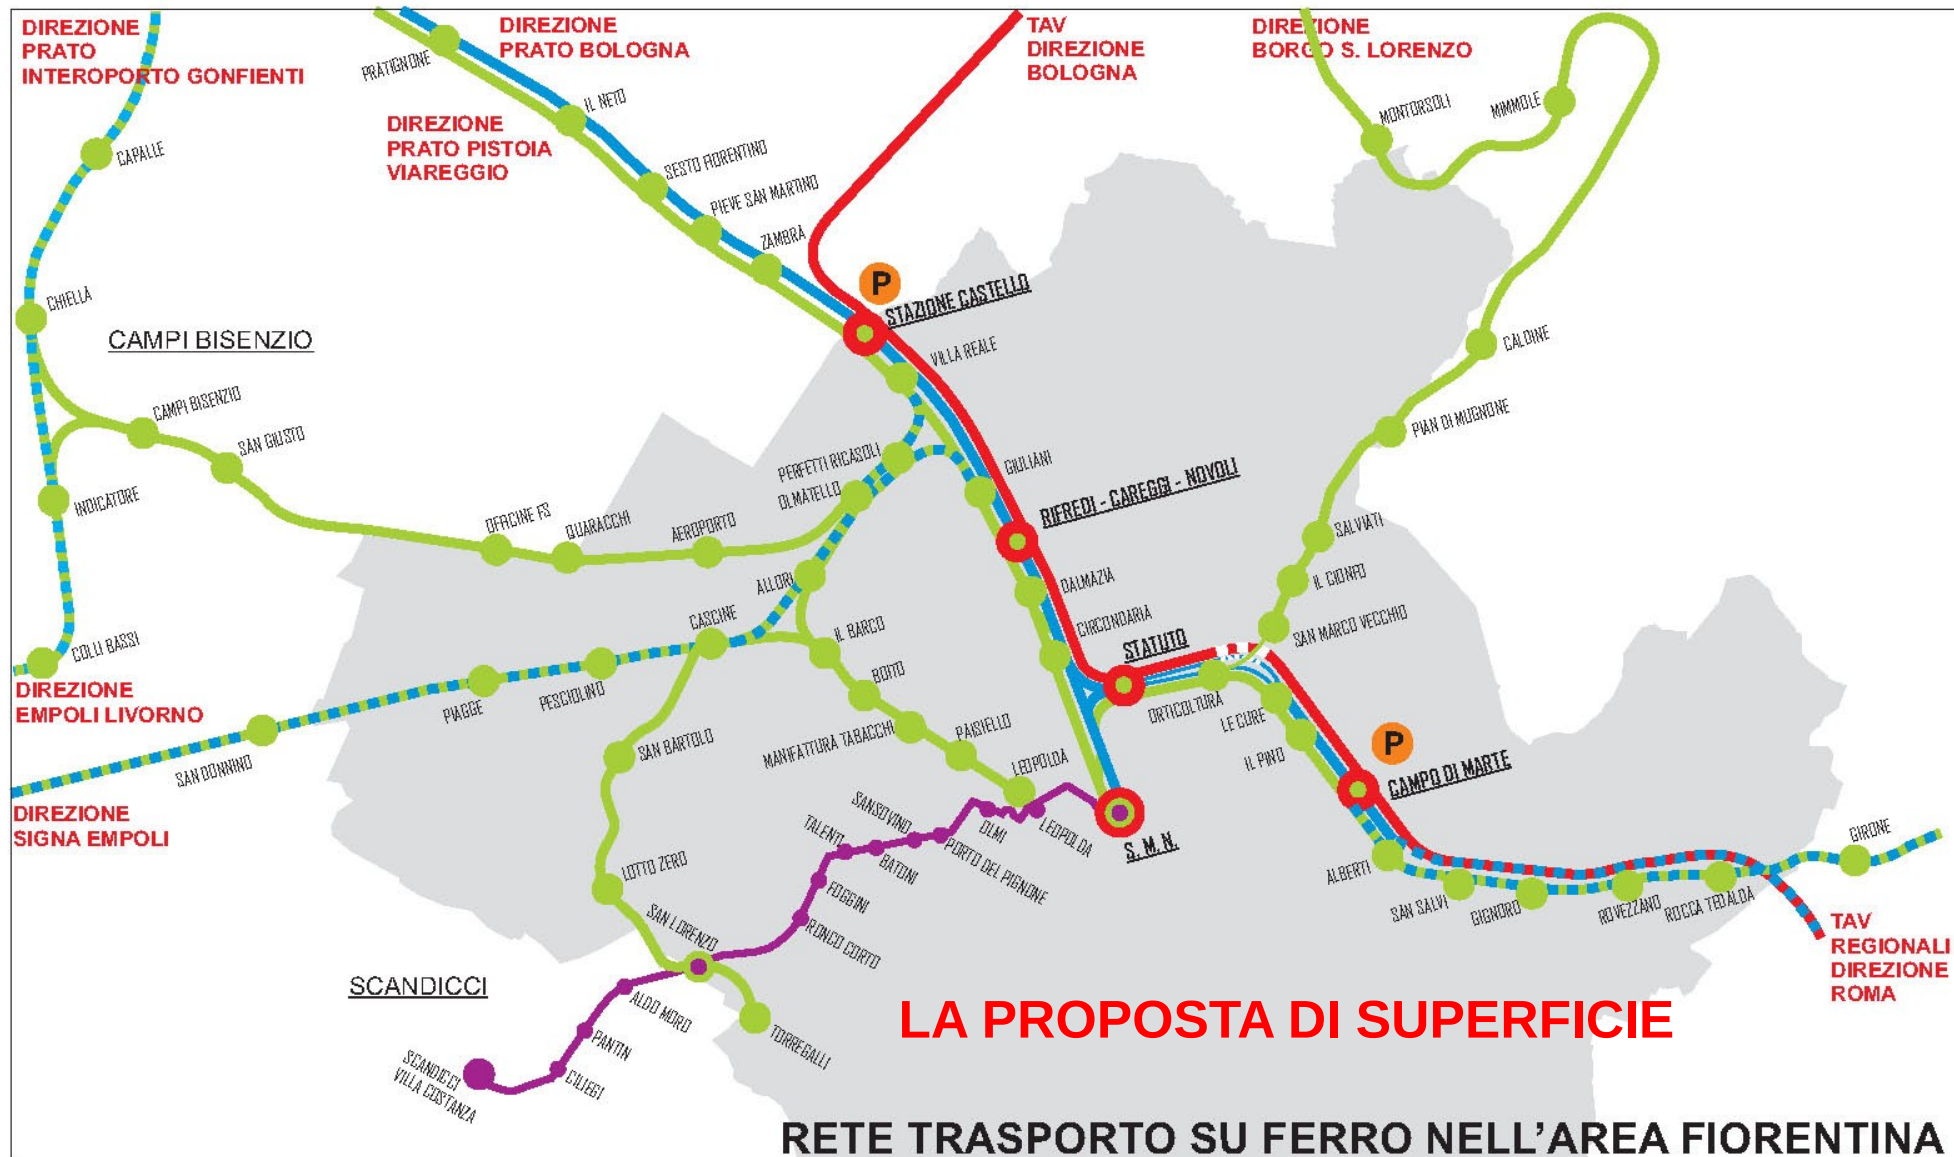 DIREZIONE
PRATO
INTEROPORTO GONFIENTI
DIREZIONE
PRATO BOLOGNA
TAV
DIREZIONE
BOLOGNA
DIREZIONE
BORGO S. LORENZO
PRATIGNONE
IL NETO
DIREZIONE
PRATO PISTOIA
VIAREGGIO
MONTORSOLI
MIMMOLE
CAPALLE
SESTO FIORENTINO
PIEVE SAN MARTINO
ZAMBRA
P
STAZIONE CASTELLO
CHIELLA
CAMPI BISENZIO
VILLA REALE
CALDINE
CAMPI BISENZIO
SAN GIUSTO
PIAN DI MUGNONE
PERFETTI RICASOLI
OLMATELLO
GIULIANI
RIFREDI - CAREGGI - NOVOLI
INDICATORE
OFFICINE FS
QUARACCHI
AEROPORTO
SALVIATI
ALLORI
DALMAZIA
IL CIONFO
CASCINE
IL BARCO
CIRCONDARIA
STATUTO
SAN MARCO VECCHIO
COLLI BASSI
DIREZIONE
EMPOLI LIVORNO
PIAGGE
PESCIOLINO
BOITO
ORTICOLTURA
LE CURE
IL PINO
SAN DONNINO
SAN BARTOLO
MANIFATTURA TABACCHI
PAISIELLO
LEOPOLDA
P
CAMPO DI MARTE
DIREZIONE
SIGNA EMPOLI
TALENTI
SANSOVINO
BATONI
PORTO DEL PIGNONE
OLMI
LEOPOLDA
S. M. N.
GIRONE
LOTTO ZERO
FOGGINI
ALBERTI
SAN SALVI
GIGNORO
ROVEZZANO
ROCCA TEDALDA
SAN LORENZO
RONCO CORTO
TAV
REGIONALI
DIREZIONE
ROMA
SCANDICCI
ALDO MORO
PANTIN
CILIEGI
TORREGALLI
SCANDICCI
VILLA COSTANZA
LA PROPOSTA DI SUPERFICIE
RETE TRASPORTO SU FERRO NELL'AREA FIORENTINA